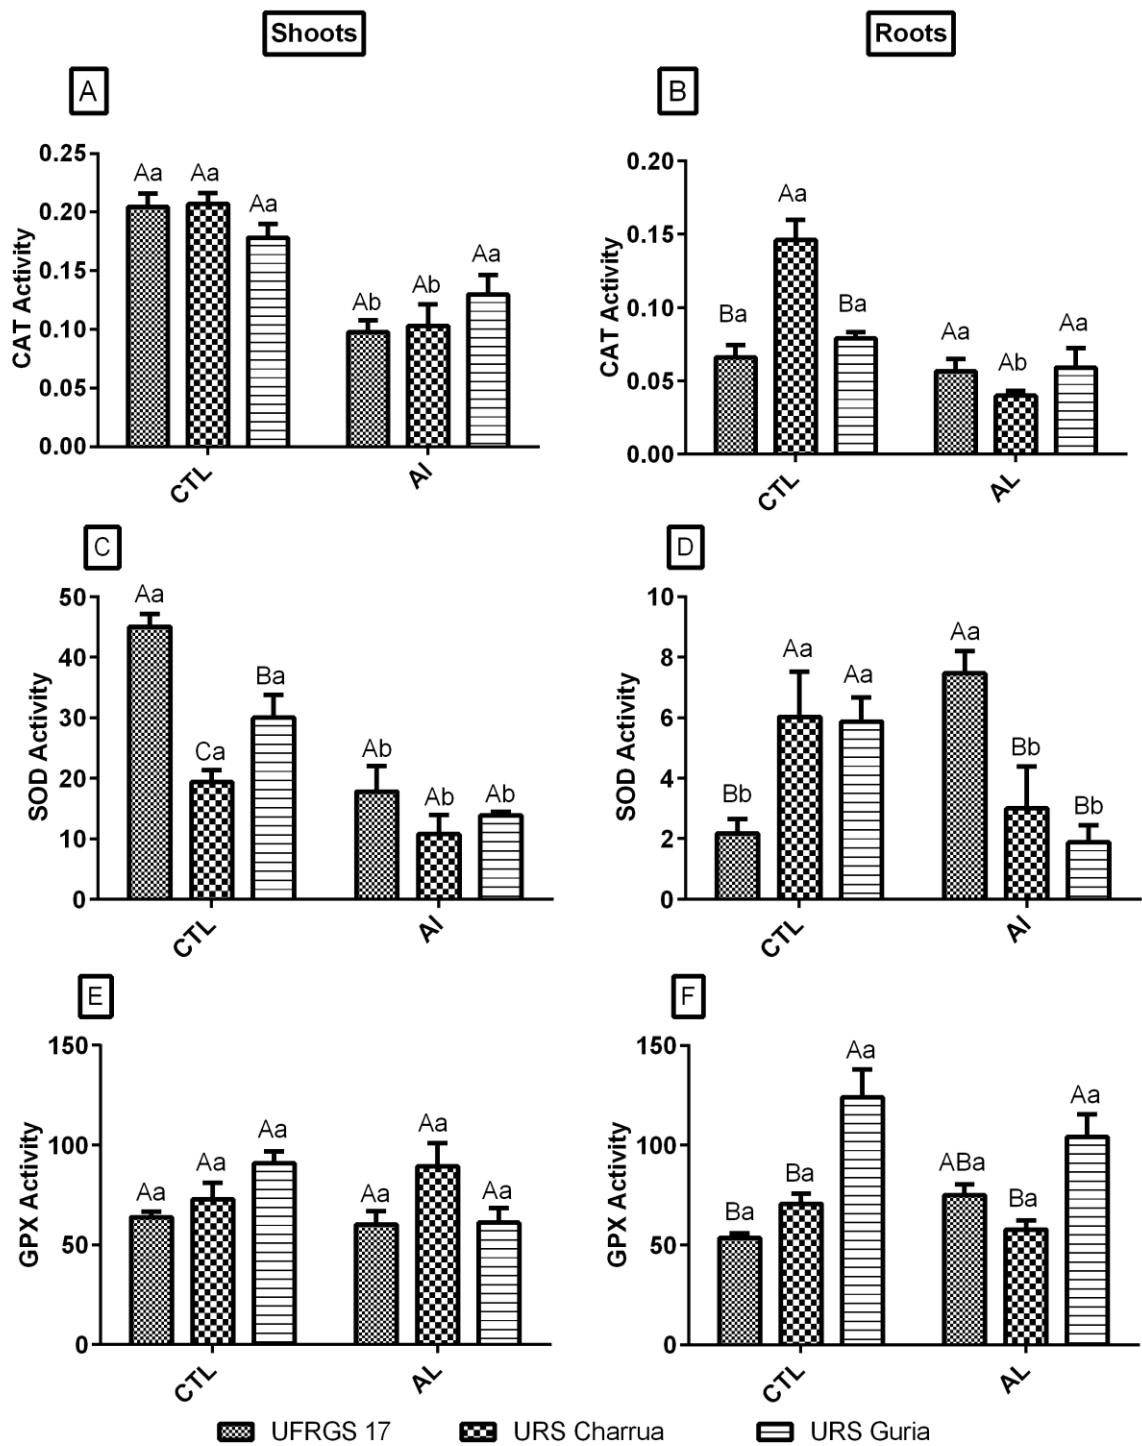 Shoots
Roots
A
B
0.25
0.20
0.15
0.10
0.05
0.00
CAT Activity
Aa Aa Aa
Ab Ab Aa
CTL
Al
0.20
0.15
0.10
0.05
0.00
CAT Activity
Ba Aa Ba
Aa Ab Aa
CTL
AL
C
D
50
40
30
20
10
0
SOD Activity
Aa Ca Ba
Ab Ab Ab
CTL
Al
10
8
6
4
2
0
SOD Activity
Bb Aa Aa
Aa Bb Bb
CTL
Al
E
F
150
100
50
0
GPX Activity
Aa Aa Aa
Aa Aa Aa
CTL
AL
150
100
50
0
GPX Activity
Ba Ba Aa
ABa Ba Aa
CTL
AL
UFRGS 17 URS Charrua URS Guria